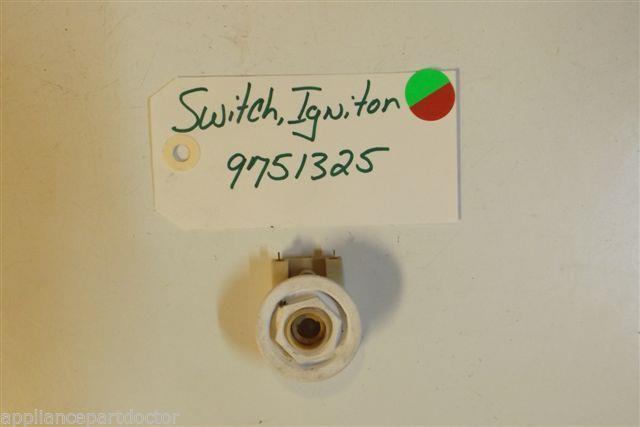 Switch, Igniton
9751325
appliancepartdoctor